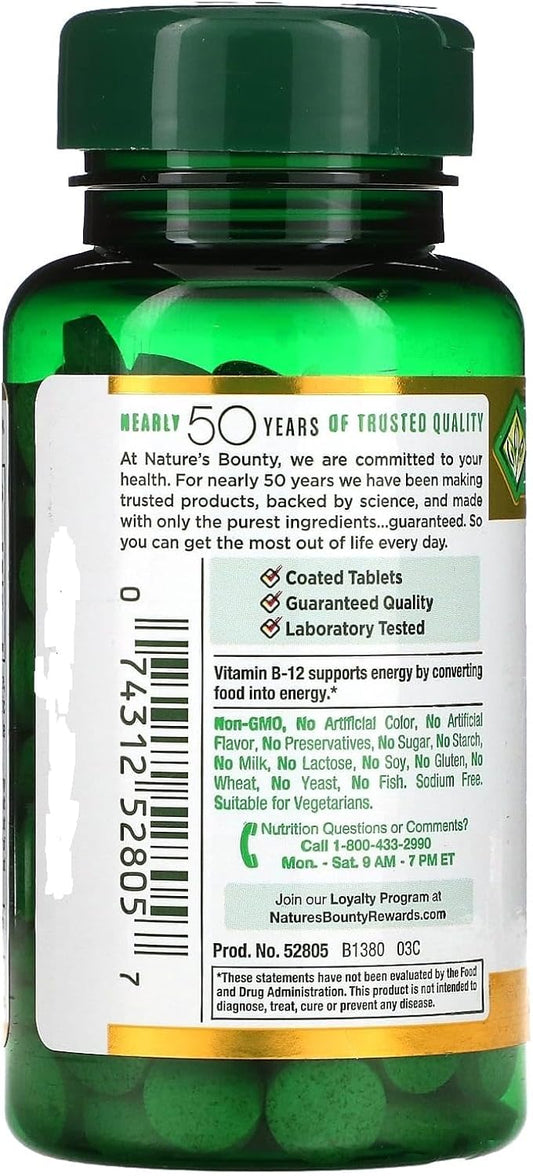 NEARLY 50 YEARS OF TRUSTED QUALITY
At Nature's Bounty, we are committed to your
health. For nearly 50 years we have been making
trusted products, backed by science, and made
with only the purest ingredients...guaranteed. So
you can get the most out of life every day.
Coated Tablets
Guaranteed Quality
Laboratory Tested
Vitamin B-12 supports energy by converting
food into energy.*
Non-GMO, No Artificial Color, No Artificial
Flavor, No Preservatives, No Sugar, No Starch,
No Milk, No Lactose, No Soy, No Gluten, No
Wheat, No Yeast, No Fish. Sodium Free.
Suitable for Vegetarians.
Nutrition Questions or Comments?
Call 1-800-433-2990
Mon. - Sat. 9 AM - 7 PM ET
Join our Loyalty Program at
NaturesBountyRewards.com
Prod. No. 52805 B1380 03C
*These statements have not been evaluated by the Food
and Drug Administration. This product is not intended to
diagnose, treat, cure or prevent any disease.
0 74312 52805 7